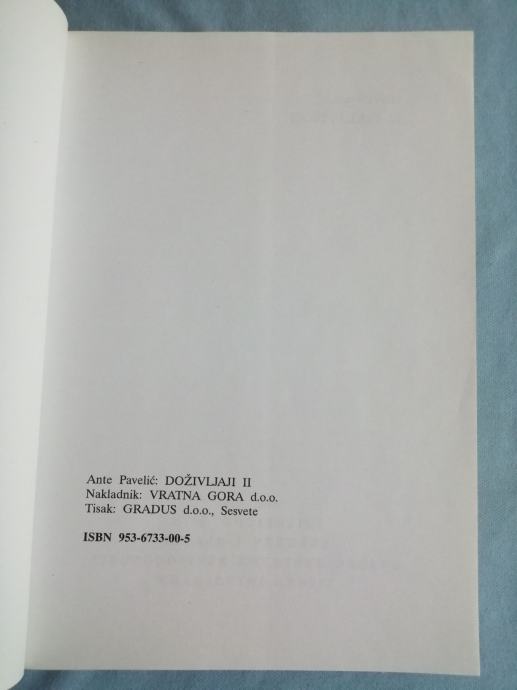 Ante Pavelić: DOŽIVLJAJI II
Nakladnik: VRATNA GORA d.o.o.
Tisak: GRADUS d.o.o., Sesvete
ISBN 953-6733-00-5